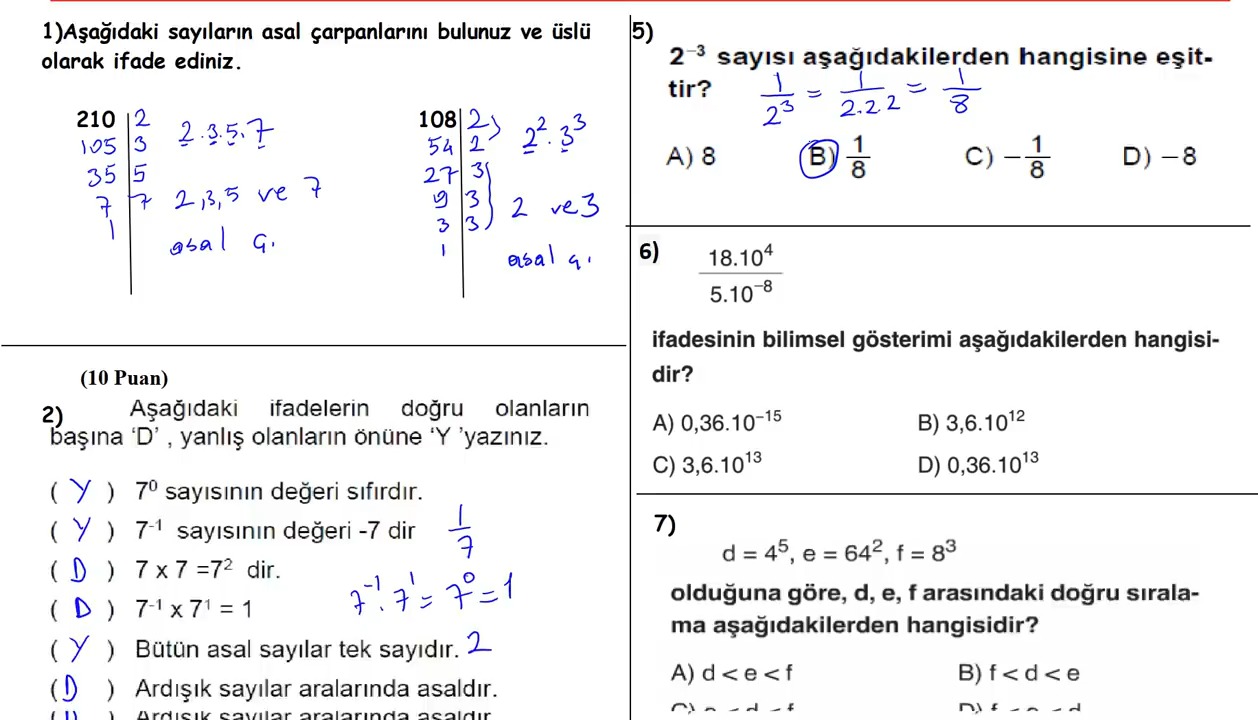 1)Aşağıdaki sayıların asal çarpanlarını bulunuz ve üslü
olarak ifade ediniz.
210 | 2
105 | 3
35 | 5
7 | 7
1
2.3.5.7
2,3,5 ve 7
asal ç.
108 | 2
54 | 2
27 | 3
9 | 3
3 | 3
1
2².3³
2 ve 3
asal ç.
(10 Puan)
2) Aşağıdaki ifadelerin doğru olanların
başına ‘D’ , yanlış olanların önüne ‘Y ’yazınız.
( Y ) 7⁰ sayısının değeri sıfırdır.
( Y ) 7⁻¹ sayısının değeri -7 dir 1/7
( D ) 7 x 7 =7² dir.
( D ) 7⁻¹ x 7¹ = 1 7⁻¹.7¹=7⁰=1
( Y ) Bütün asal sayılar tek sayıdır. 2
( D ) Ardışık sayılar aralarında asaldır.
( D ) Ardışık sayılar aralarında asaldır.
5)
2⁻³ sayısı aşağıdakilerden hangisine eşit-
tir? 1/2³ = 1/2.2.2 = 1/8
A) 8 B) 1/8 C) −1/8 D) −8
6) 18.10⁴/5.10⁻⁸
ifadesinin bilimsel gösterimi aşağıdakilerden hangisi-
dir?
A) 0,36.10⁻¹⁵ B) 3,6.10¹²
C) 3,6.10¹³ D) 0,36.10¹³
7)
d = 4⁵, e = 64², f = 8³
olduğuna göre, d, e, f arasındaki doğru sırala-
ma aşağıdakilerden hangisidir?
A) d < e < f B) f < d < e
C) e < d < f D) f < e < d